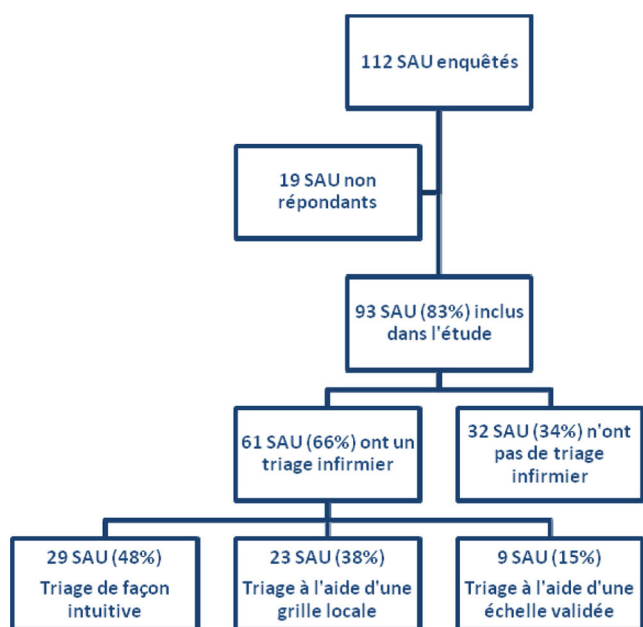 112 SAU enquêtés
19 SAU non
répondants
93 SAU (83%) inclus
dans l'étude
61 SAU (66%) ont un
triage infirmier
32 SAU (34%) n'ont
pas de triage
infirmier
29 SAU (48%)
Triage de façon
intuitive
23 SAU (38%)
Triage à l'aide d'une
grille locale
9 SAU (15%)
Triage à l'aide d'une
échelle validée